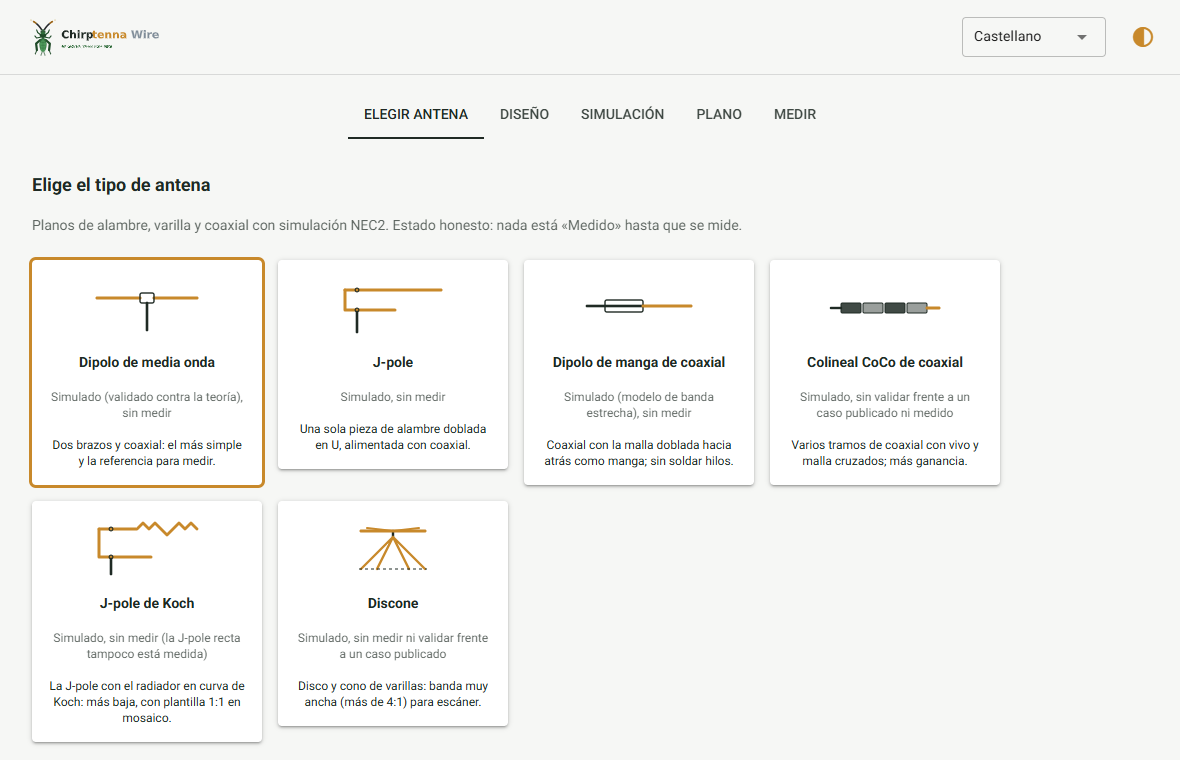 Chirptenna Wire
Castellano
ELEGIR ANTENA
DISEÑO
SIMULACIÓN
PLANO
MEDIR
Elige el tipo de antena
Planos de alambre, varilla y coaxial con simulación NEC2. Estado honesto: nada está «Medido» hasta que se mide.
Dipolo de media onda
Simulado (validado contra la teoría),
sin medir
Dos brazos y coaxial: el más simple
y la referencia para medir.
J-pole
Simulado, sin medir
Una sola pieza de alambre doblada
en U, alimentada con coaxial.
Dipolo de manga de coaxial
Simulado (modelo de banda
estrecha), sin medir
Coaxial con la malla doblada hacia
atrás como manga; sin soldar hilos.
Colineal CoCo de coaxial
Simulado, sin validar frente a un
caso publicado ni medido
Varios tramos de coaxial con vivo y
malla cruzados; más ganancia.
J-pole de Koch
Simulado, sin medir (la J-pole recta
tampoco está medida)
La J-pole con el radiador en curva de
Koch: más baja, con plantilla 1:1 en
mosaico.
Discone
Simulado, sin medir ni validar frente
a un caso publicado
Disco y cono de varillas: banda muy
ancha (más de 4:1) para escáner.